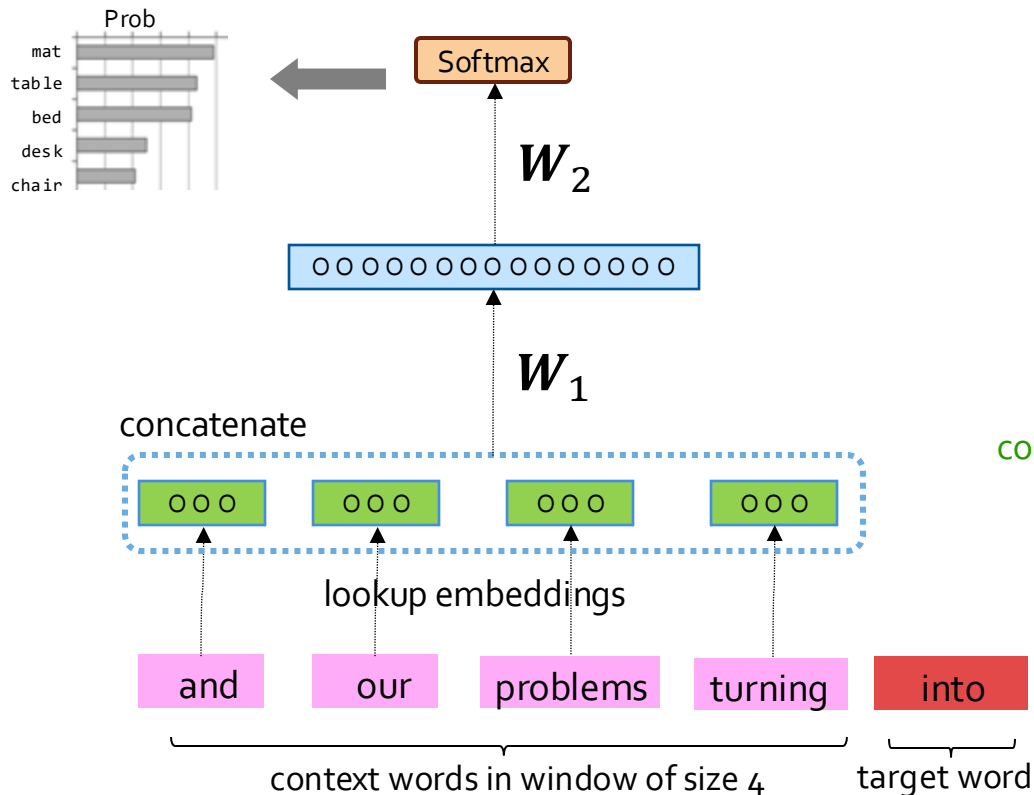 Prob
mat
table
bed
desk
chair
Softmax
W₂
O O O O O O O O O O O O O O O
W₁
concatenate
co
O O O
O O O
O O O
O O O
lookup embeddings
and our problems turning into
context words in window of size 4
target word